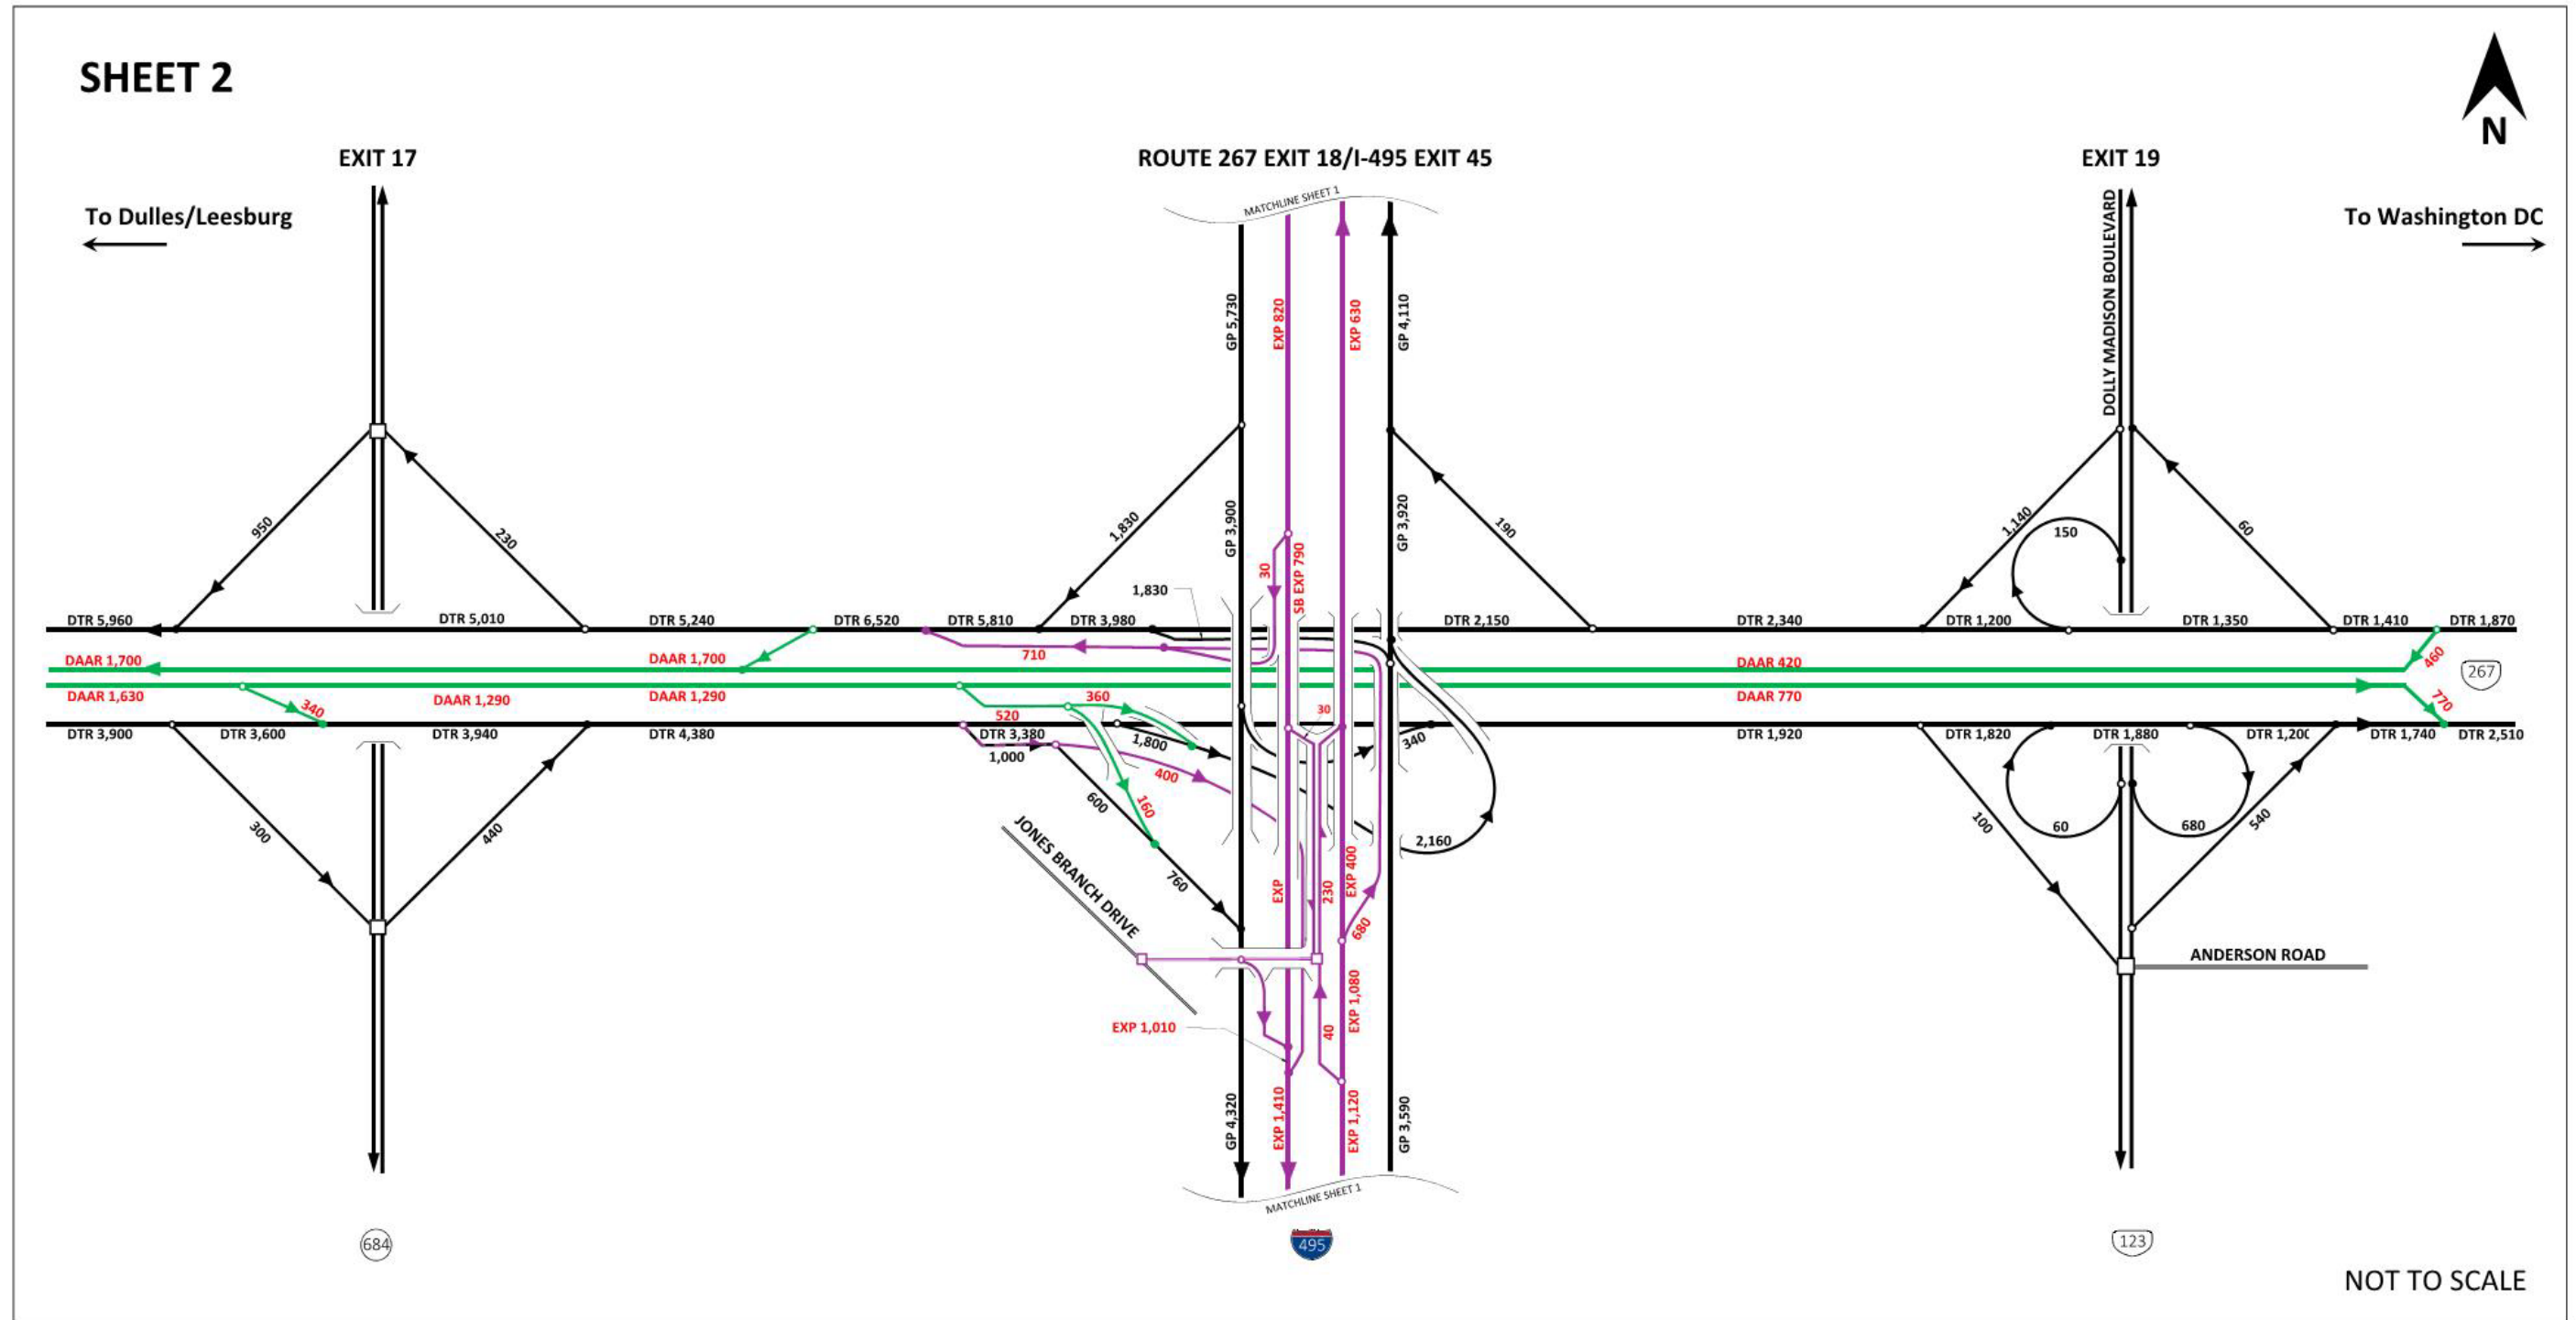 SHEET 2
N
EXIT 17
ROUTE 267 EXIT 18/I-495 EXIT 45
EXIT 19
To Dulles/Leesburg
MATCHLINE SHEET 1
DOLLY MADISON BOULEVARD
To Washington DC
GP 5,730
EXP 820
EXP 630
GP 4,110
950
230
1,830
GP 3,900
30
SB EXP 790
GP 3,920
190
1,140
150
60
1,830
DTR 5,960
DTR 5,010
DTR 5,240
DTR 6,520
DTR 5,810
DTR 3,980
DTR 2,150
DTR 2,340
DTR 1,200
DTR 1,350
DTR 1,410
DTR 1,870
DAAR 1,700
DAAR 1,700
710
DAAR 420
460
267
DAAR 1,630
340
DAAR 1,290
DAAR 1,290
360
DAAR 770
770
520
30
DTR 3,900
DTR 3,600
DTR 3,940
DTR 4,380
DTR 3,380
1,800
340
DTR 1,920
DTR 1,820
DTR 1,880
DTR 1,200
DTR 1,740
DTR 2,510
1,000
400
600
160
300
440
2,160
100
60
680
540
JONES BRANCH DRIVE
760
EXP
230
EXP 400
680
ANDERSON ROAD
EXP 1,010
40
EXP 1,080
GP 4,320
EXP 1,410
EXP 1,120
GP 3,590
MATCHLINE SHEET 1
684
495
123
NOT TO SCALE